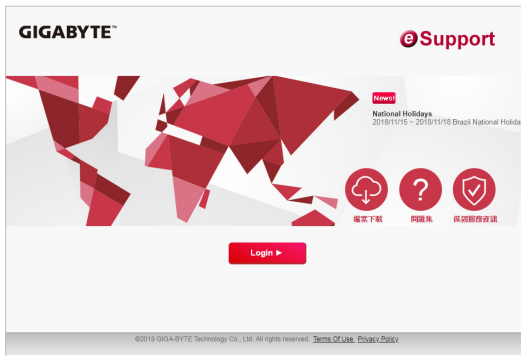 GIGABYTE™
eSupport
News!
National Holidays
2018/11/15 ~ 2018/11/18 Brazil National Holida
檔案下載
問題集
保固服務資訊
Login ►
©2018 GIGA-BYTE Technology Co., Ltd. All rights reserved. Terms Of Use Privacy Policy